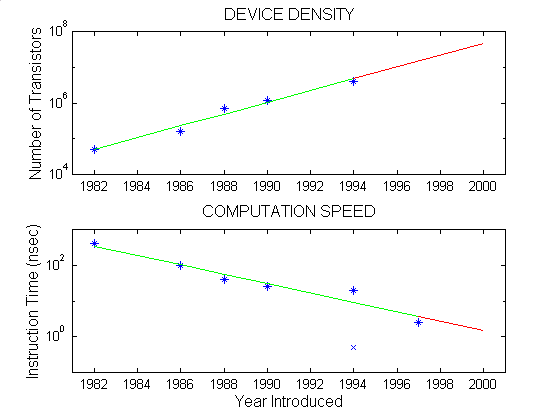 DEVICE DENSITY
10^8
10^6
10^4
Number of Transistors
1982 1984 1986 1988 1990 1992 1994 1996 1998 2000
COMPUTATION SPEED
10^2
10^0
Instruction Time (nsec)
1982 1984 1986 1988 1990 1992 1994 1996 1998 2000
Year Introduced